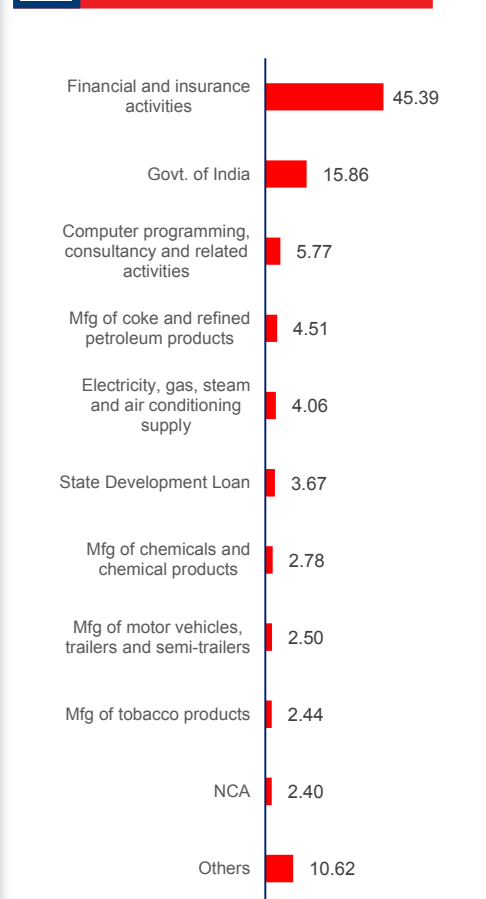 Financial and insurance
activities
45.39
Govt. of India
15.86
Computer programming,
consultancy and related
activities
5.77
Mfg of coke and refined
petroleum products
4.51
Electricity, gas, steam
and air conditioning
supply
4.06
State Development Loan
3.67
Mfg of chemicals and
chemical products
2.78
Mfg of motor vehicles,
trailers and semi-trailers
2.50
Mfg of tobacco products
2.44
NCA
2.40
Others
10.62